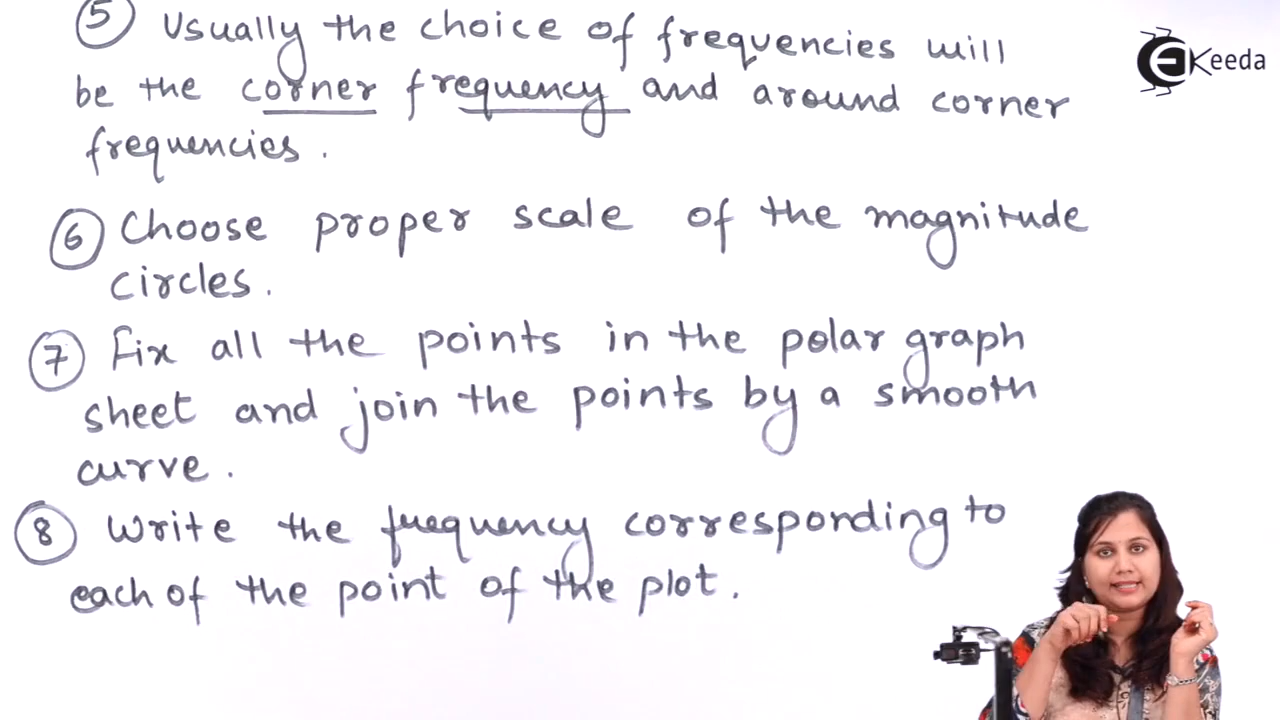 5 Usually the choice of frequencies will
be the corner frequency and around corner
frequencies.
6 Choose proper scale of the magnitude
circles.
7 Fix all the points in the polar graph
sheet and join the points by a smooth
curve.
8 Write the frequency corresponding to
each of the point of the plot.
EKeeda